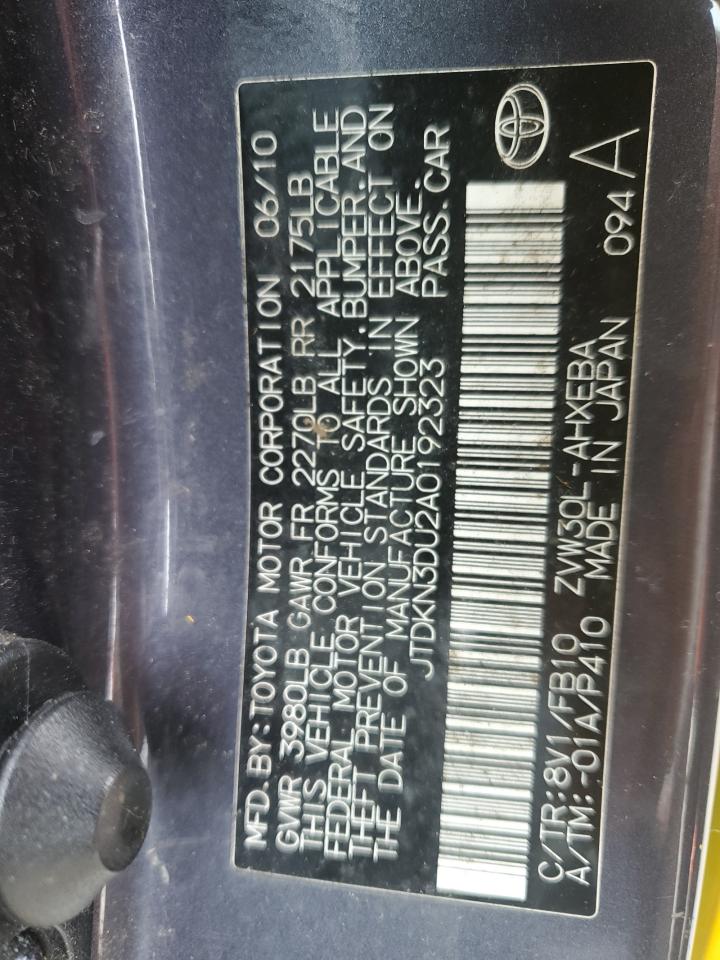 MFD. BY: TOYOTA MOTOR CORPORATION 06/10
GVWR 3980LB GAWR FR 2270LB RR 2175LB
THIS VEHICLE CONFORMS TO ALL APPLICABLE
FEDERAL MOTOR VEHICLE SAFETY, BUMPER, AND
THEFT PREVENTION STANDARDS IN EFFECT ON
THE DATE OF MANUFACTURE SHOWN ABOVE.
JTDKN3DU2A0192323 PASS. CAR
C/TR: 8V1/FB10 ZVW30L-AHXEBA
A/TM: -01A/P410 MADE IN JAPAN 094 A